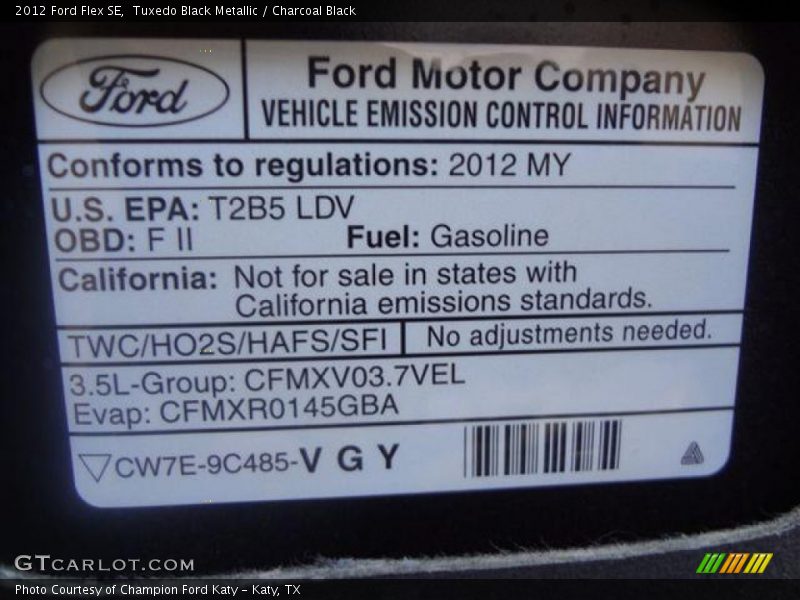 2012 Ford Flex SE, Tuxedo Black Metallic / Charcoal Black
Ford
Ford Motor Company
VEHICLE EMISSION CONTROL INFORMATION
Conforms to regulations: 2012 MY
U.S. EPA: T2B5 LDV
OBD: F II Fuel: Gasoline
California: Not for sale in states with
California emissions standards.
TWC/HO2S/HAFS/SFI No adjustments needed.
3.5L-Group: CFMXV03.7VEL
Evap: CFMXR0145GBA
CW7E-9C485-V G Y
GTCARLOT.COM
Photo Courtesy of Champion Ford Katy - Katy, TX